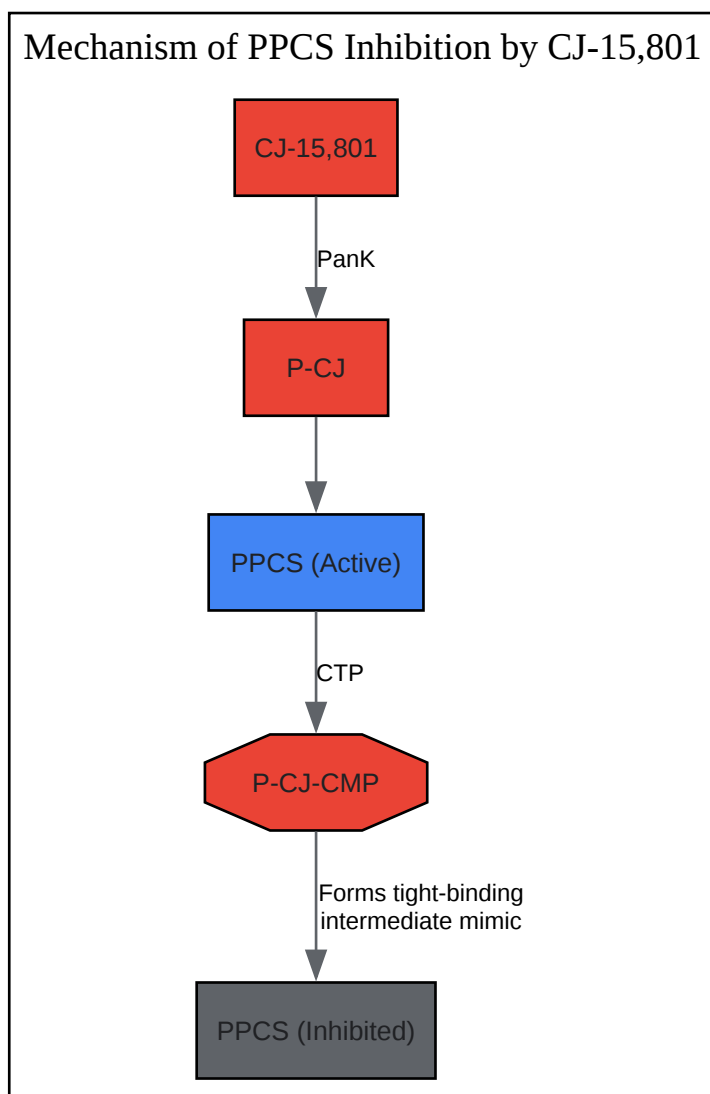 Mechanism of PPCS Inhibition by CJ-15,801
CJ-15,801
PanK
P-CJ
PPCS (Active)
CTP
P-CJ-CMP
Forms tight-binding
intermediate mimic
PPCS (Inhibited)